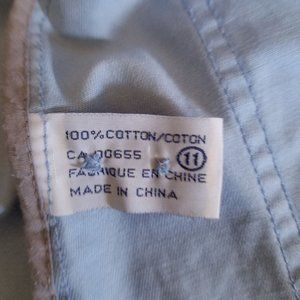 100% COTTON/COTON
CA 00655 11
FABRIQUE EN CHINE
MADE IN CHINA